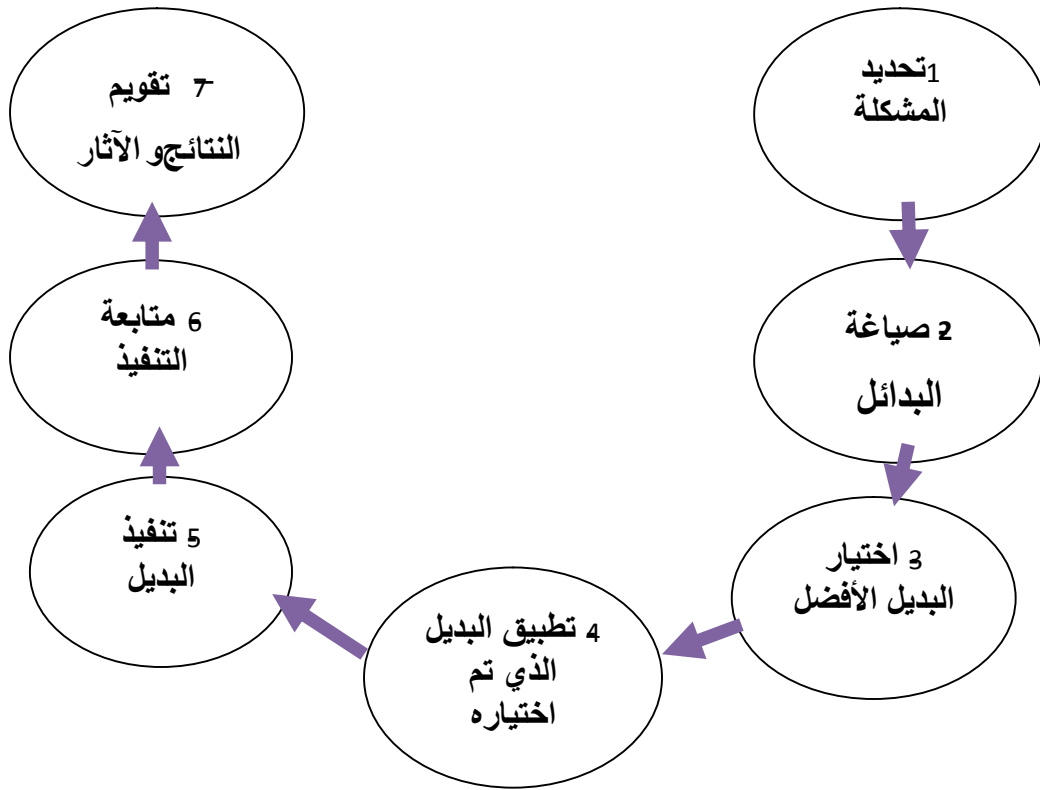 1تحديد
المشكلة
2 صياغة
البدائل
3 اختيار
البديل الأفضل
4 تطبيق البديل
الذي تم
اختياره
5 تنفيذ
البديل
6 متابعة
التنفيذ
7 تقويم
النتائج و الآثار